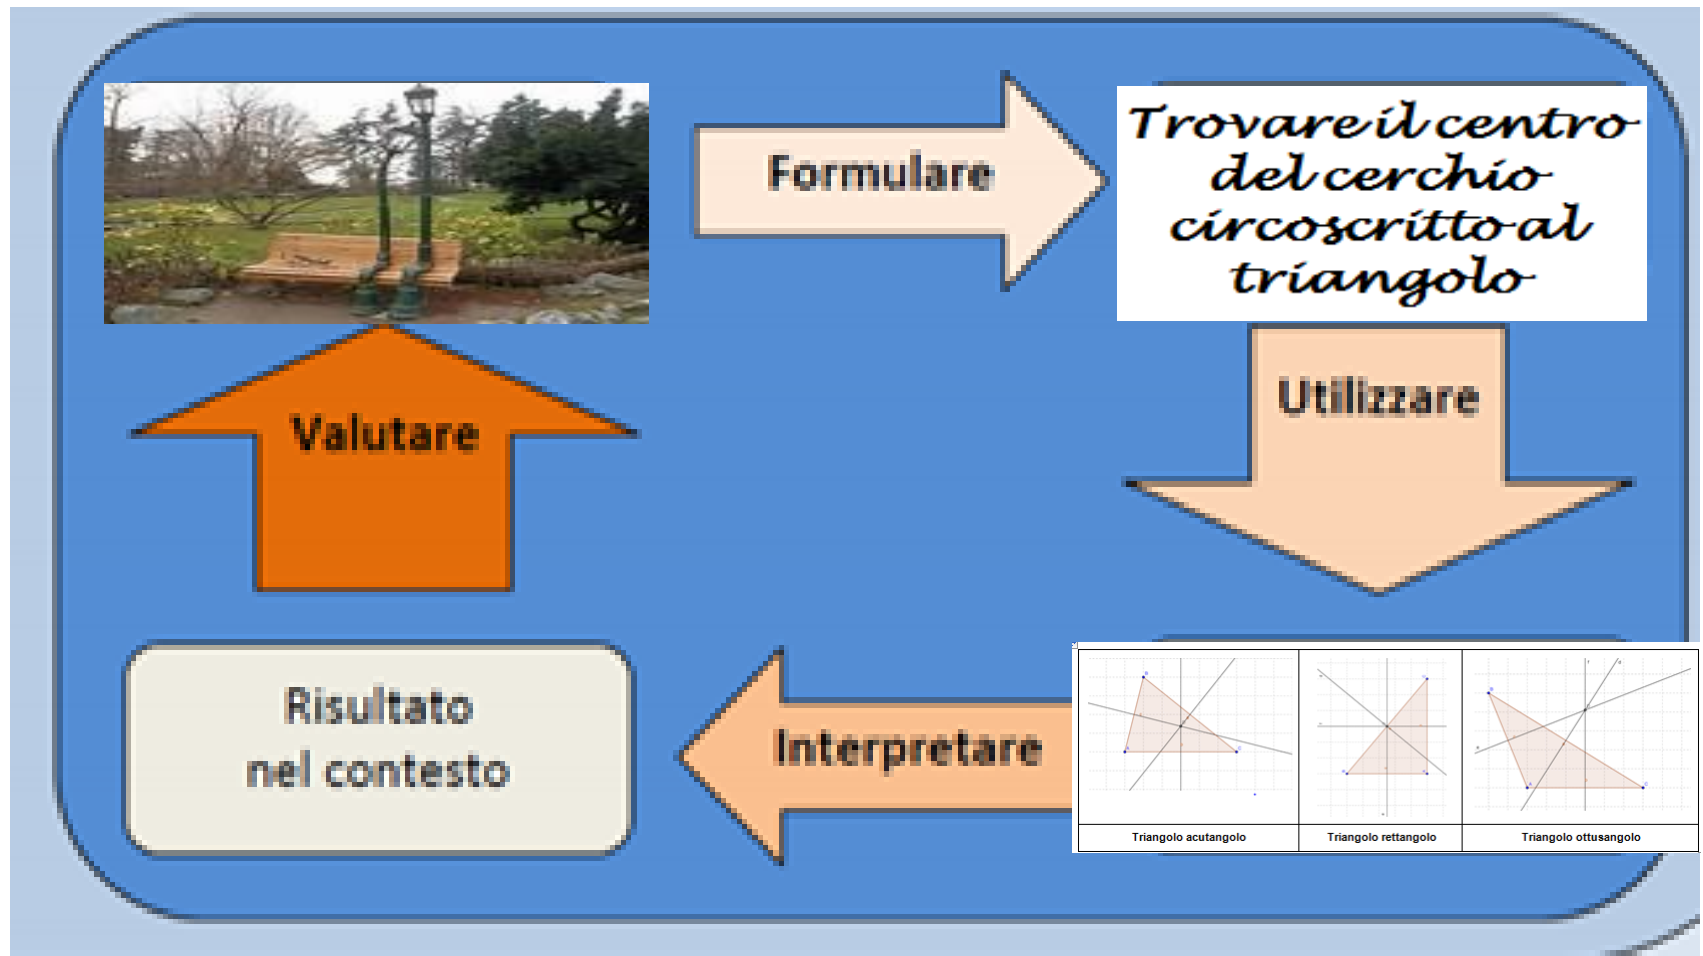 Formulare
Trovare il centro
del cerchio
circoscritto al
triangolo
Valutare
Utilizzare
Risultato
nel contesto
Interpretare
Triangolo acutangolo
Triangolo rettangolo
Triangolo ottusangolo